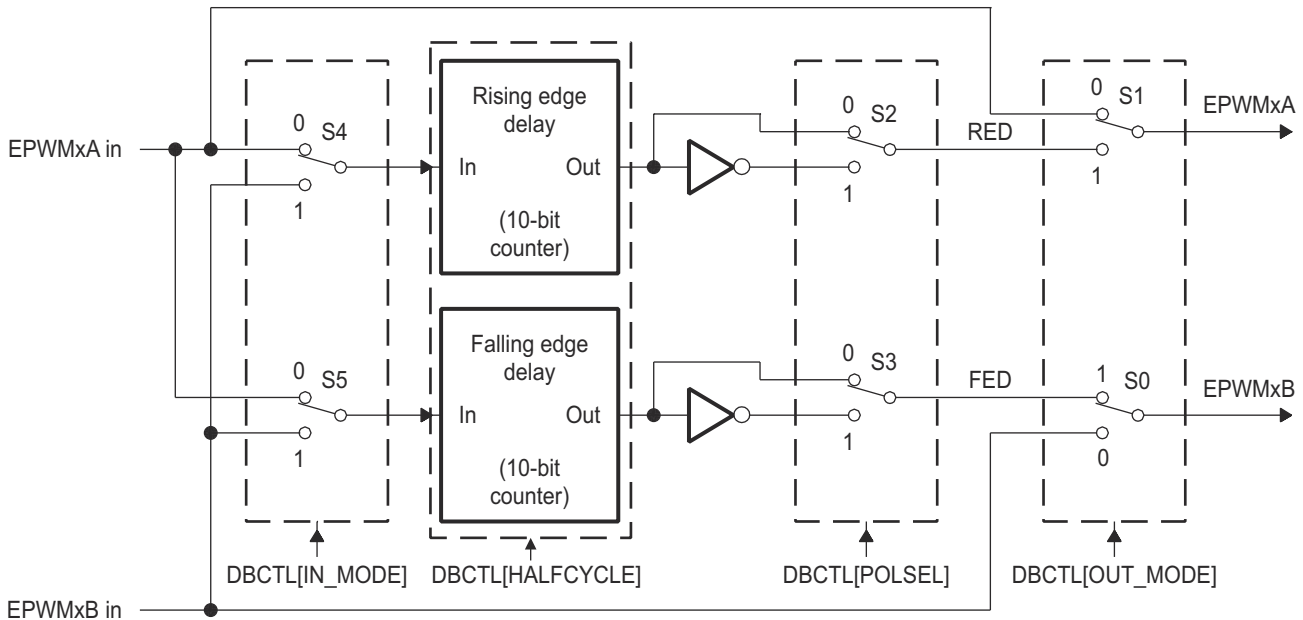 0
S1
EPWMxA
1
Rising edge
delay
0
S2
RED
EPWMxA in
0
S4
In
Out
1
1
(10-bit
counter)
Falling edge
delay
0
S3
FED
1
S0
EPWMxB
0
S5
In
Out
1
0
1
(10-bit
counter)
DBCTL[IN_MODE]
DBCTL[HALFCYCLE]
DBCTL[POLSEL]
DBCTL[OUT_MODE]
EPWMxB in